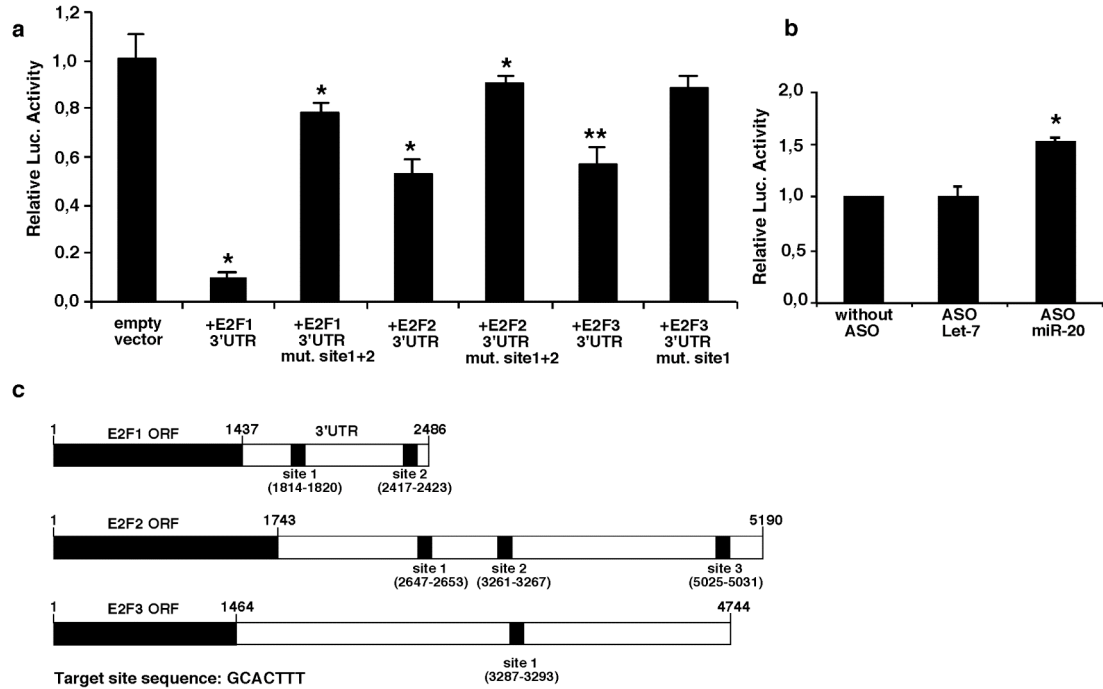 a
1,2
1,0
0,8
0,6
0,4
0.2
0,0
Relative Luc. Activity
*
*
*
*
**
empty
vector
+E2F1
3'UTR
+E2F1
3'UTR
mut. site1+2
+E2F2
3'UTR
+E2F2
3'UTR
mut. site1+2
+E2F3
3'UTR
+E2F3
3'UTR
mut. site1
b
2,0
1,5
1,0
0,5
0,0
Relative Luc. Activity
*
without
ASO
ASO
Let-7
ASO
miR-20
c
1 E2F1 ORF 1437 3'UTR 2486
site 1
(1814-1820)
site 2
(2417-2423)
1 E2F2 ORF 1743 5190
site 1
(2647-2653)
site 2
(3261-3267)
site 3
(5025-5031)
1 E2F3 ORF 1464 4744
site 1
(3287-3293)
Target site sequence: GCACTTT